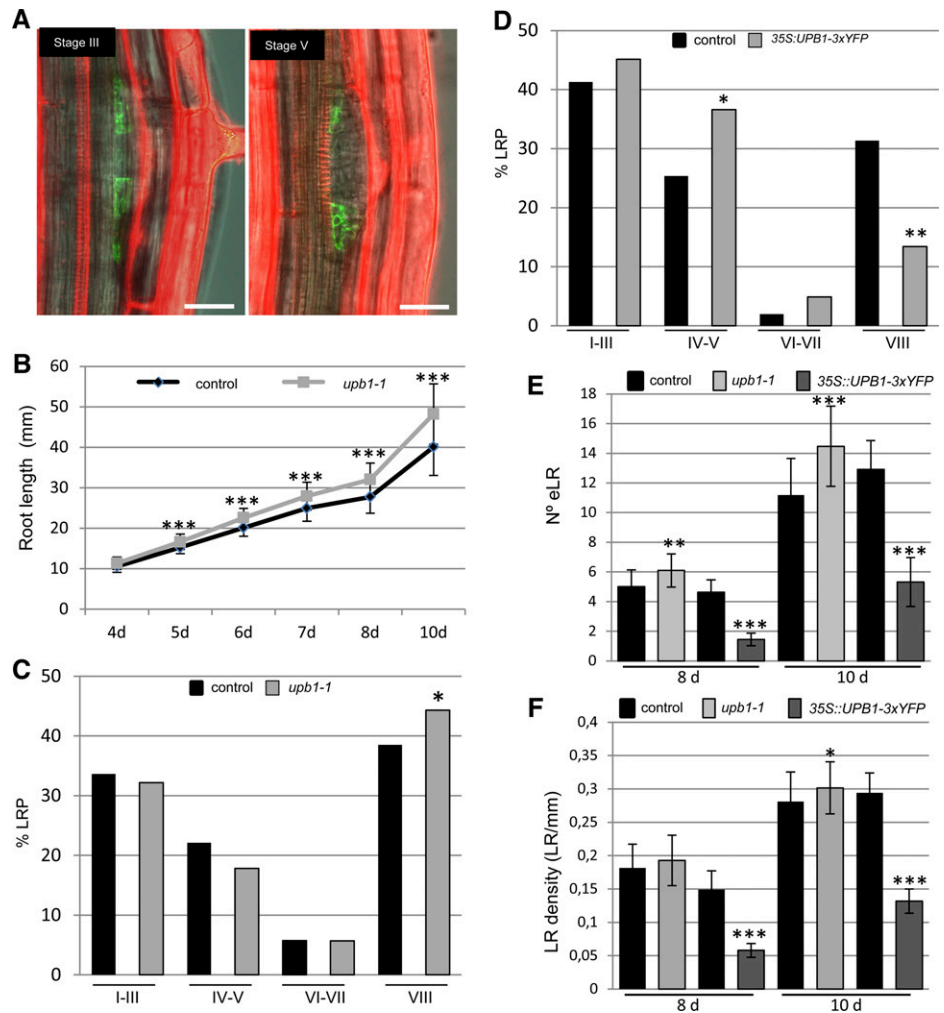 A
Stage III
Stage V
B
Root length (mm)
60
50
40
30
20
10
0
control
upb1-1
***
***
***
***
***
4d
5d
6d
7d
8d
10d
C
% LRP
50
40
30
20
10
0
control
upb1-1
*
I-III
IV-V
VI-VII
VIII
D
% LRP
50
40
30
20
10
0
control
35S:UPB1-3xYFP
*
**
I-III
IV-V
VI-VII
VIII
E
control
upb1-1
35S::UPB1-3xYFP
Nº eLR
18
16
14
12
10
8
6
4
2
0
**
***
***
***
8 d
10 d
F
control
upb1-1
35S::UPB1-3xYFP
LR density (LR/mm)
0,4
0,35
0,3
0,25
0,2
0,15
0,1
0,05
0
***
*
***
8 d
10 d